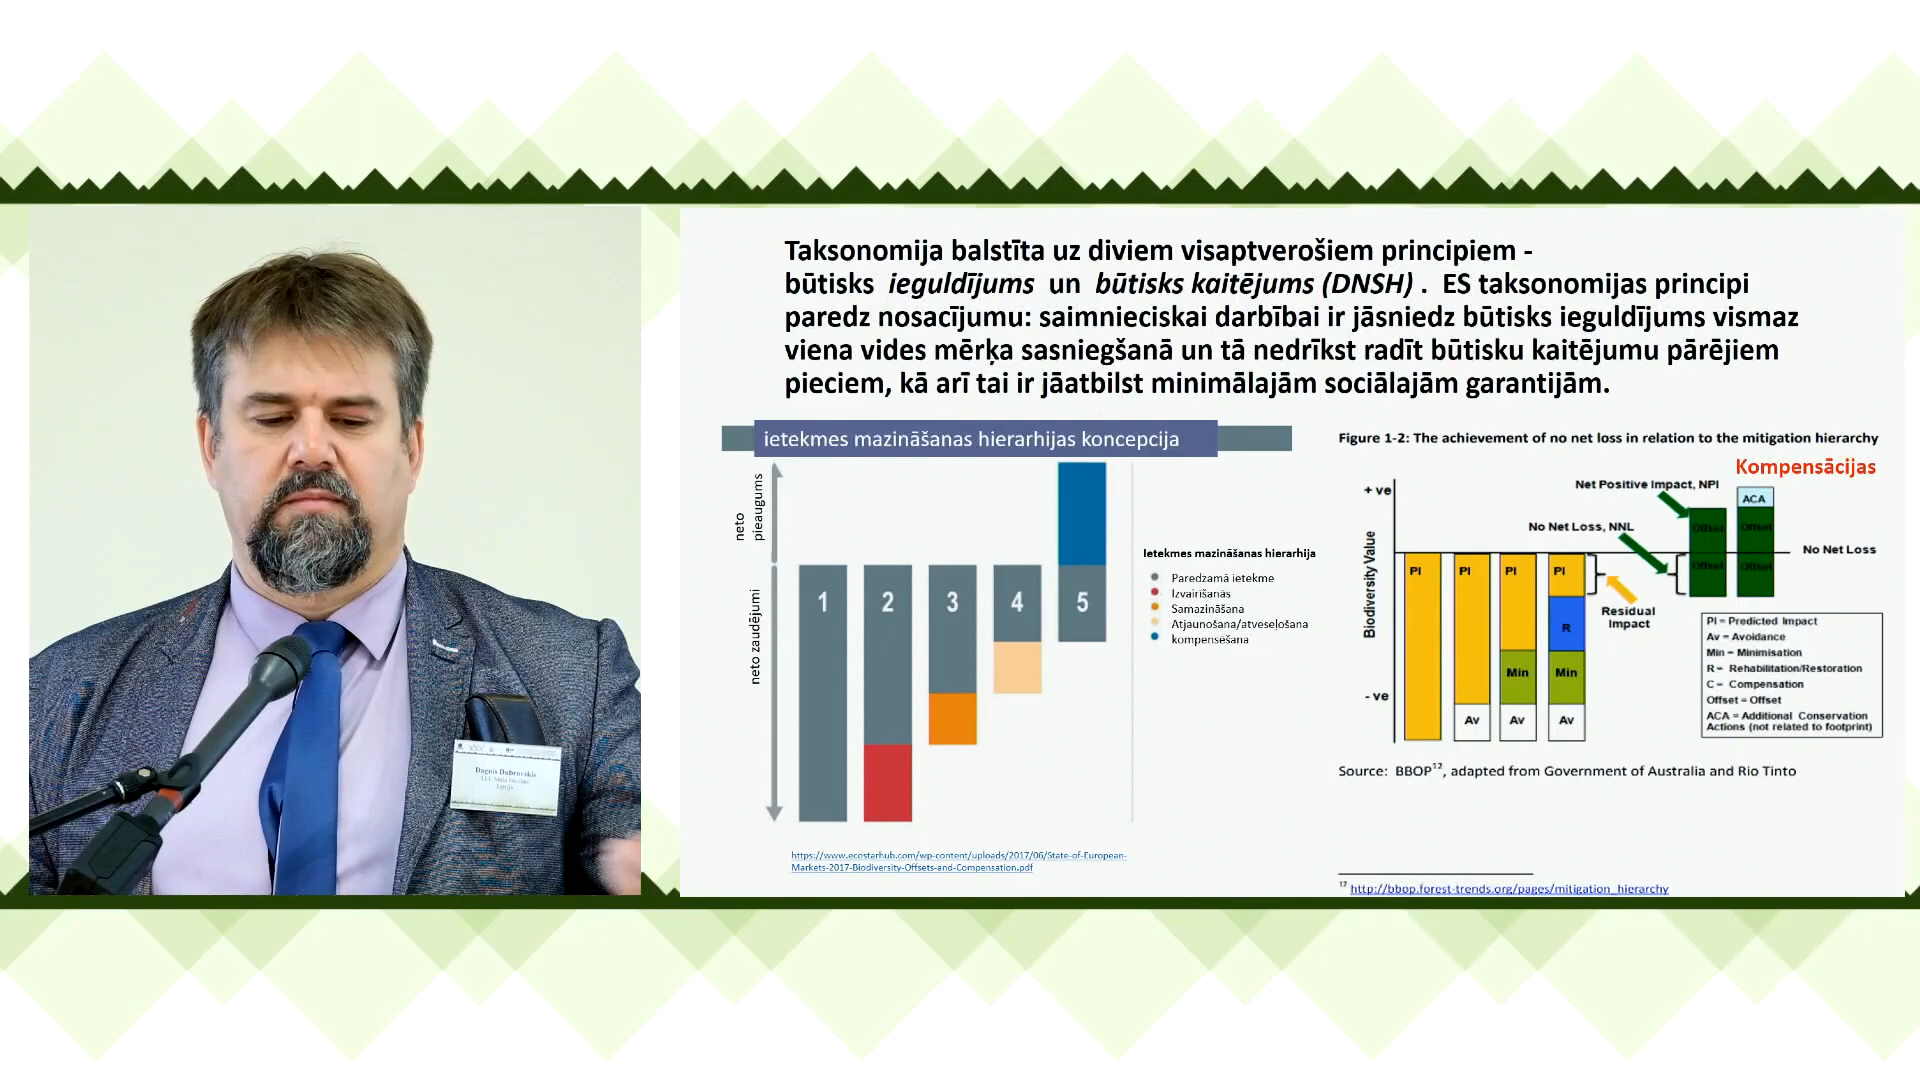 Taksonomija balstīta uz diviem visaptverošiem principiem -
būtisks ieguldījums un būtisks kaitējums (DNSH) . ES taksonomijas principi
paredz nosacījumu: saimnieciskai darbībai ir jāsniedz būtisks ieguldījums vismaz
viena vides mērķa sasniegšanā un tā nedrīkst radīt būtisku kaitējumu pārējiem
pieciem, kā arī tai ir jāatbilst minimālajām sociālajām garantijām.
ietekmes mazināšanas hierarhijas koncepcija
neto
pieaugums
neto zaudējumi
1
2
3
4
5
Ietekmes mazināšanas hierarhija
Paredzamā ietekme
Izvairīšanās
Samazināšana
Atjaunošana/atveseļošana
kompensēšana
https://www.ecostarhub.com/wp-content/uploads/2017/06/State-of-European-
Markets-2017-Biodiversity-Offsets-and-Compensation.pdf
Figure 1-2: The achievement of no net loss in relation to the mitigation hierarchy
Kompensācijas
+ ve
Net Positive Impact, NPI
ACA
No Net Loss, NNL
Offset
Offset
No Net Loss
Biodiversity Value
PI
PI
PI
PI
Offset
Offset
Residual
Impact
R
Min
Min
- ve
Av
Av
Av
PI = Predicted Impact
Av = Avoidance
Min = Minimisation
R = Rehabilitation/Restoration
C = Compensation
Offset = Offset
ACA = Additional Conservation
Actions (not related to footprint)
Source: BBOP12, adapted from Government of Australia and Rio Tinto
12 http://bbop.forest-trends.org/pages/mitigation_hierarchy
Dagnis Dubrovskis